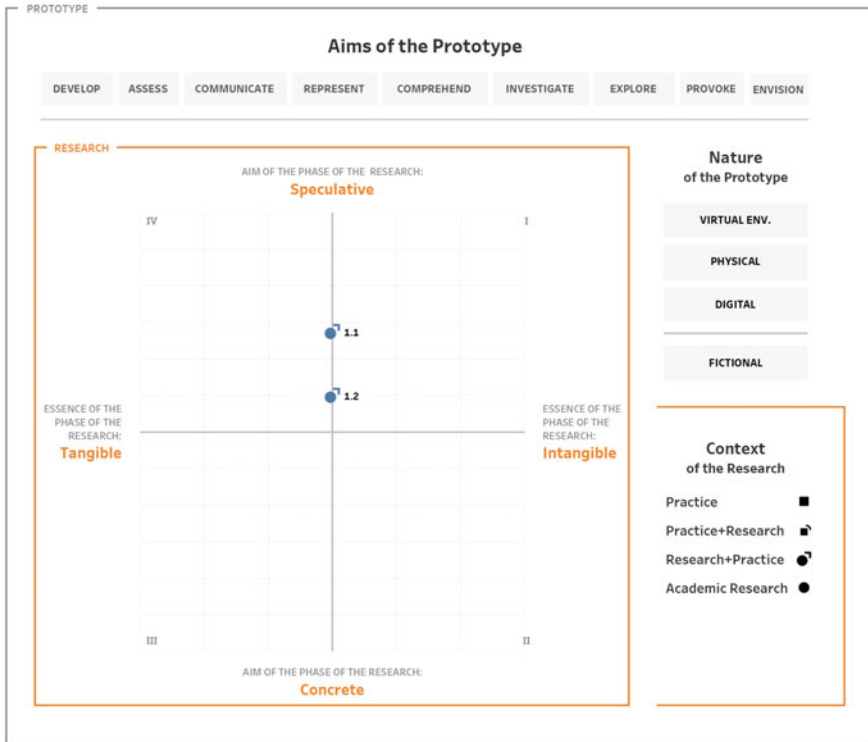 PROTOTYPE
Aims of the Prototype
DEVELOP
ASSESS
COMMUNICATE
REPRESENT
COMPREHEND
INVESTIGATE
EXPLORE
PROVOKE
ENVISION
RESEARCH
AIM OF THE PHASE OF THE RESEARCH:
Speculative
IV
I
1.1
1.2
ESSENCE OF THE
PHASE OF THE
RESEARCH:
Tangible
ESSENCE OF THE
PHASE OF THE
RESEARCH:
Intangible
III
II
AIM OF THE PHASE OF THE RESEARCH:
Concrete
Nature
of the Prototype
VIRTUAL ENV.
PHYSICAL
DIGITAL
FICTIONAL
Context
of the Research
Practice
Practice+Research
Research+Practice
Academic Research